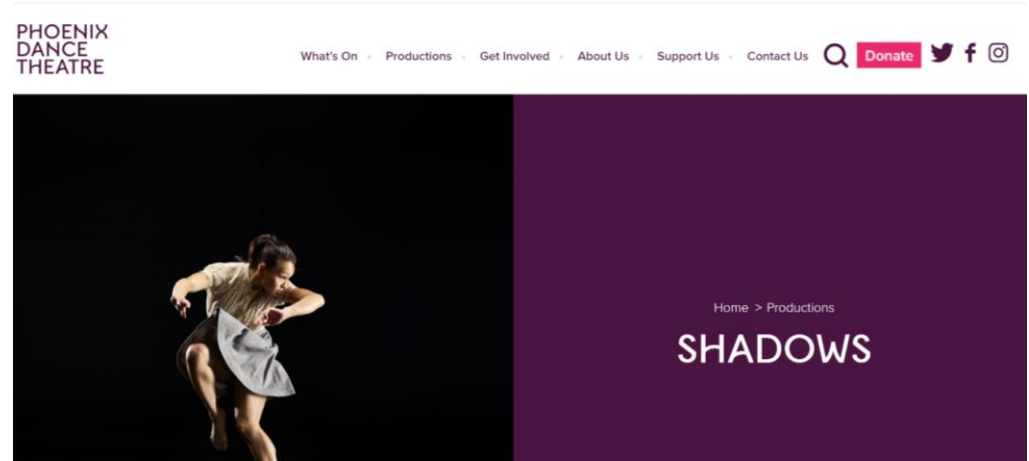 PHOENIX
DANCE
THEATRE
What's On
Productions
Get Involved
About Us
Support Us
Contact Us
Donate
Home > Productions
SHADOWS